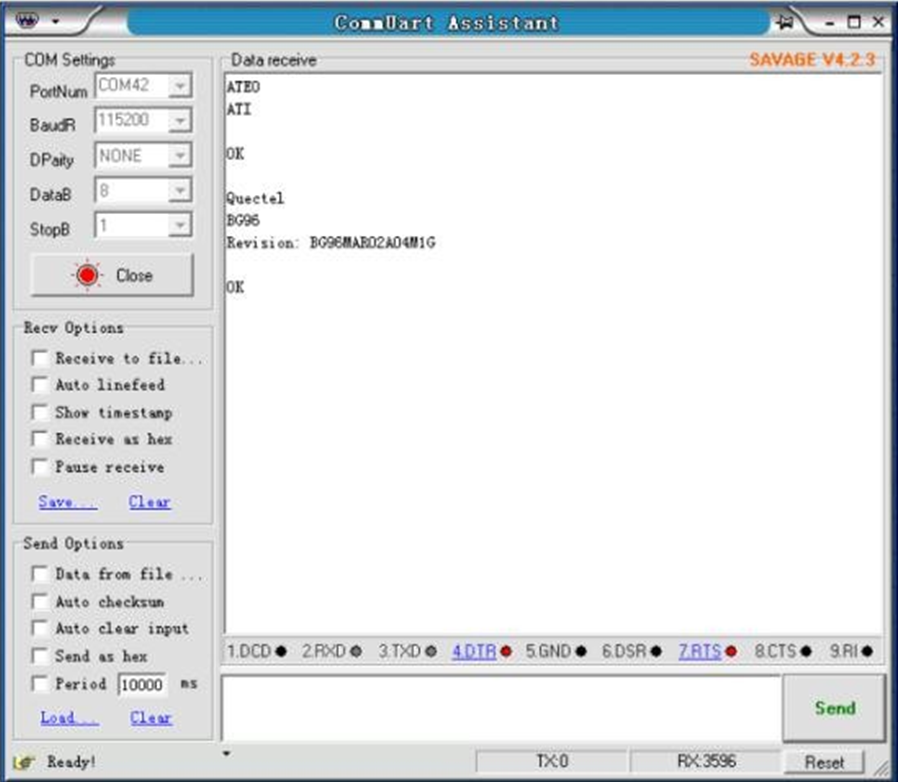 CommUart Assistant
COM Settings
PortNum COM42
BaudR 115200
DPaity NONE
DataB 8
StopB 1
Close
Recv Options
Receive to file...
Auto linefeed
Show timestamp
Receive as hex
Pause receive
Save... Clear
Send Options
Data from file ...
Auto checksum
Auto clear input
Send as hex
Period 10000 ms
Load... Clear
Data receive SAVAGE V4.2.3
ATE0
ATI
OK
Quectel
BG96
Revision: BG96MAR02A04M1G
OK
1.DCD 2.RXD 3.TXD 4.DTR 5.GND 6.DSR 7.RTS 8.CTS 9.RI
Send
Ready! TX:0 RX:3596 Reset